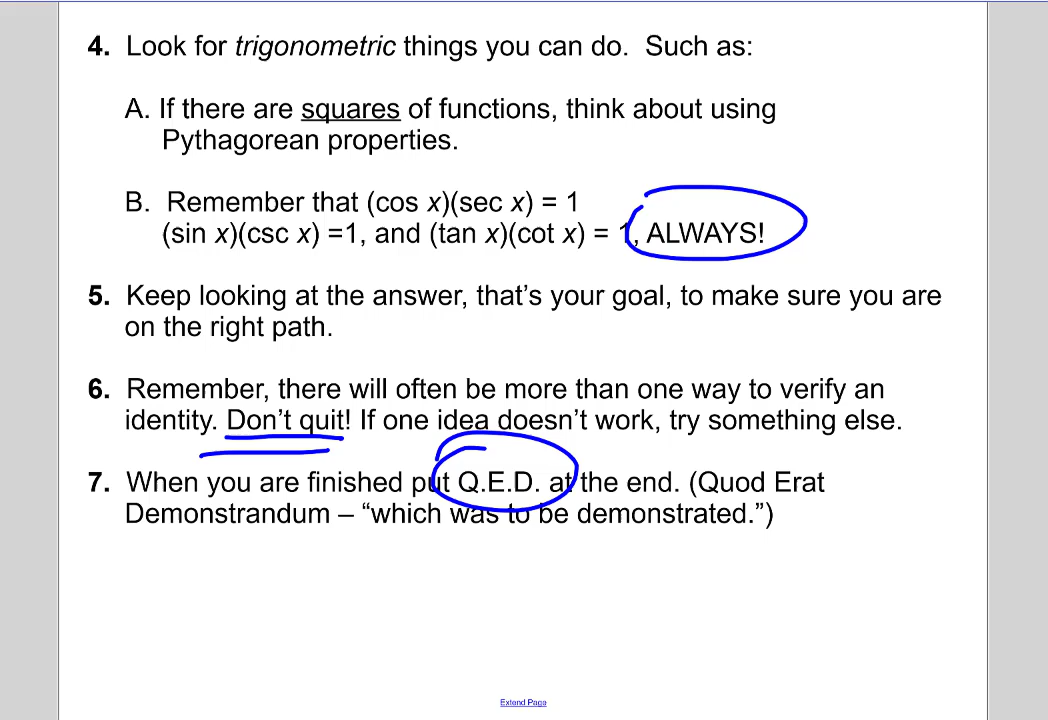 4. Look for trigonometric things you can do. Such as:
A. If there are squares of functions, think about using
Pythagorean properties.
B. Remember that (cos x)(sec x) = 1
(sin x)(csc x) =1, and (tan x)(cot x) = 1, ALWAYS!
5. Keep looking at the answer, that’s your goal, to make sure you are
on the right path.
6. Remember, there will often be more than one way to verify an
identity. Don’t quit! If one idea doesn’t work, try something else.
7. When you are finished put Q.E.D. at the end. (Quod Erat
Demonstrandum – “which was to be demonstrated.”)
Extend Page